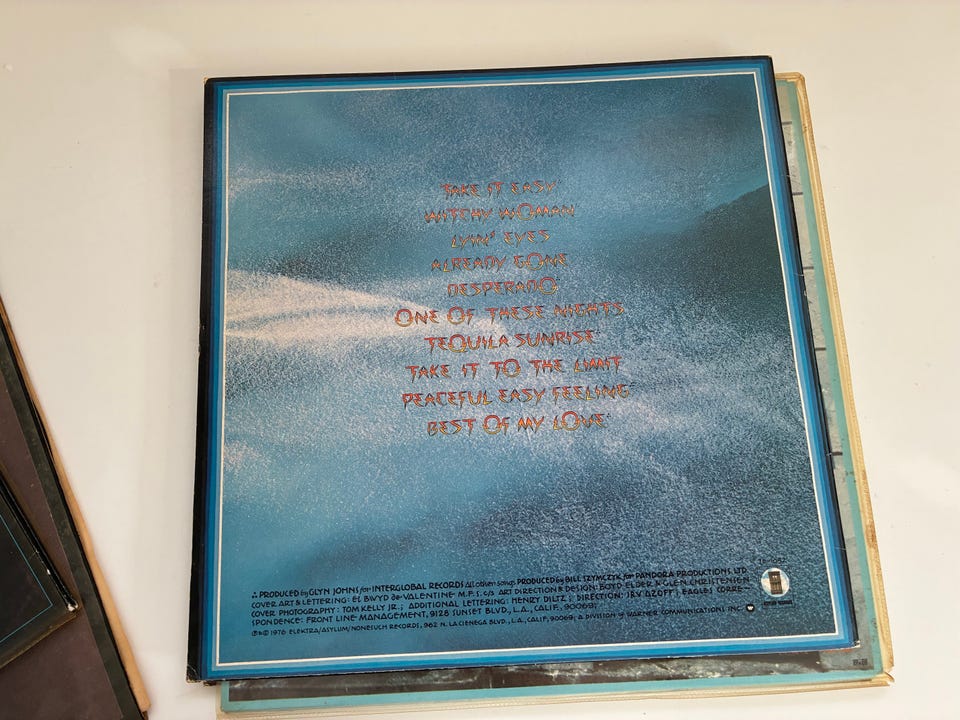 TAKE IT EASY
WITCHY WOMAN
LYIN' EYES
ALREADY GONE
DESPERADO
ONE OF THESE NIGHTS
TEQUILA SUNRISE
TAKE IT TO THE LIMIT
PEACEFUL EASY FEELING
BEST OF MY LOVE
PRODUCED by GLYN JOHNS for INTERGLOBAL RECORDS All other songs PRODUCED by BILL SZYMCZYK for PANDORA PRODUCTIONS LTD.
COVER ART & LETTERING: EL BWYD de VALENTINE M.F.S. c/s ART DIRECTION & DESIGN: BOYD ELDER & GLEN CHRISTENSEN
COVER PHOTOGRAPHY: TOM KELLY JR.; ADDITIONAL LETTERING: HENRY DILTZ; DIRECTION: IRV AZOFF; EAGLES CORRE-
SPONDENCE: FRONT LINE MANAGEMENT, 9128 SUNSET BLVD., L.A., CALIF. 90069;
℗&© 1976 ELEKTRA/ASYLUM/NONESUCH RECORDS, 962 N. LA CIENEGA BLVD., L.A., CALIF, 90069; A DIVISION of WARNER COMMUNICATIONS INC.